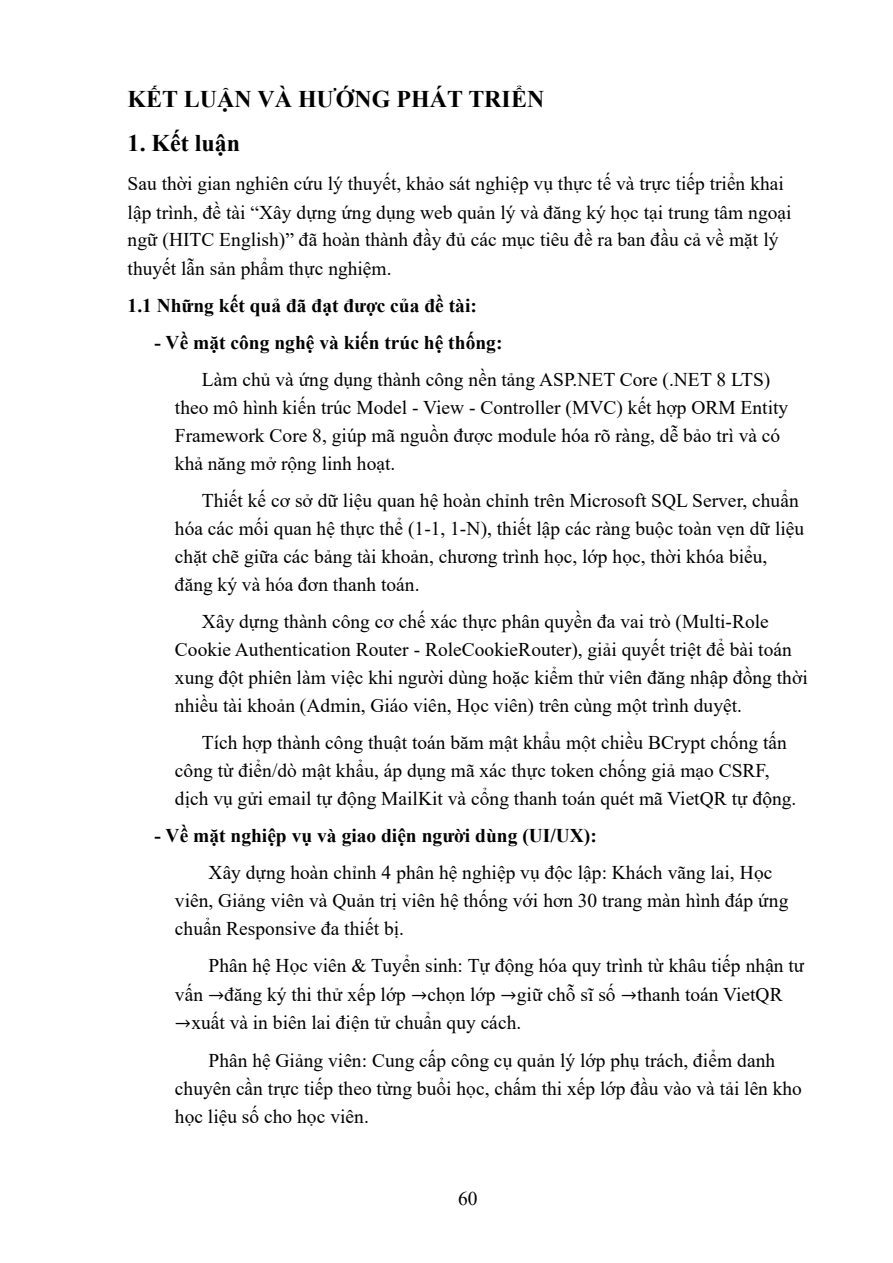 KẾT LUẬN VÀ HƯỚNG PHÁT TRIỂN
1. Kết luận
Sau thời gian nghiên cứu lý thuyết, khảo sát nghiệp vụ thực tế và trực tiếp triển khai
lập trình, đề tài “Xây dựng ứng dụng web quản lý và đăng ký học tại trung tâm ngoại
ngữ (HITC English)” đã hoàn thành đầy đủ các mục tiêu đề ra ban đầu cả về mặt lý
thuyết lẫn sản phẩm thực nghiệm.
1.1 Những kết quả đã đạt được của đề tài:
- Về mặt công nghệ và kiến trúc hệ thống:
Làm chủ và ứng dụng thành công nền tảng ASP.NET Core (.NET 8 LTS)
theo mô hình kiến trúc Model - View - Controller (MVC) kết hợp ORM Entity
Framework Core 8, giúp mã nguồn được module hóa rõ ràng, dễ bảo trì và có
khả năng mở rộng linh hoạt.
Thiết kế cơ sở dữ liệu quan hệ hoàn chỉnh trên Microsoft SQL Server, chuẩn
hóa các mối quan hệ thực thể (1-1, 1-N), thiết lập các ràng buộc toàn vẹn dữ liệu
chặt chẽ giữa các bảng tài khoản, chương trình học, lớp học, thời khóa biểu,
đăng ký và hóa đơn thanh toán.
Xây dựng thành công cơ chế xác thực phân quyền đa vai trò (Multi-Role
Cookie Authentication Router - RoleCookieRouter), giải quyết triệt để bài toán
xung đột phiên làm việc khi người dùng hoặc kiểm thử viên đăng nhập đồng thời
nhiều tài khoản (Admin, Giáo viên, Học viên) trên cùng một trình duyệt.
Tích hợp thành công thuật toán băm mật khẩu một chiều BCrypt chống tấn
công từ điển/dò mật khẩu, áp dụng mã xác thực token chống giả mạo CSRF,
dịch vụ gửi email tự động MailKit và cổng thanh toán quét mã VietQR tự động.
- Về mặt nghiệp vụ và giao diện người dùng (UI/UX):
Xây dựng hoàn chỉnh 4 phân hệ nghiệp vụ độc lập: Khách vãng lai, Học
viên, Giảng viên và Quản trị viên hệ thống với hơn 30 trang màn hình đáp ứng
chuẩn Responsive đa thiết bị.
Phân hệ Học viên & Tuyển sinh: Tự động hóa quy trình từ khâu tiếp nhận tư
vấn →đăng ký thi thử xếp lớp →chọn lớp →giữ chỗ sĩ số →thanh toán VietQR
→xuất và in biên lai điện tử chuẩn quy cách.
Phân hệ Giảng viên: Cung cấp công cụ quản lý lớp phụ trách, điểm danh
chuyên cần trực tiếp theo từng buổi học, chấm thi xếp lớp đầu vào và tải lên kho
học liệu số cho học viên.
60